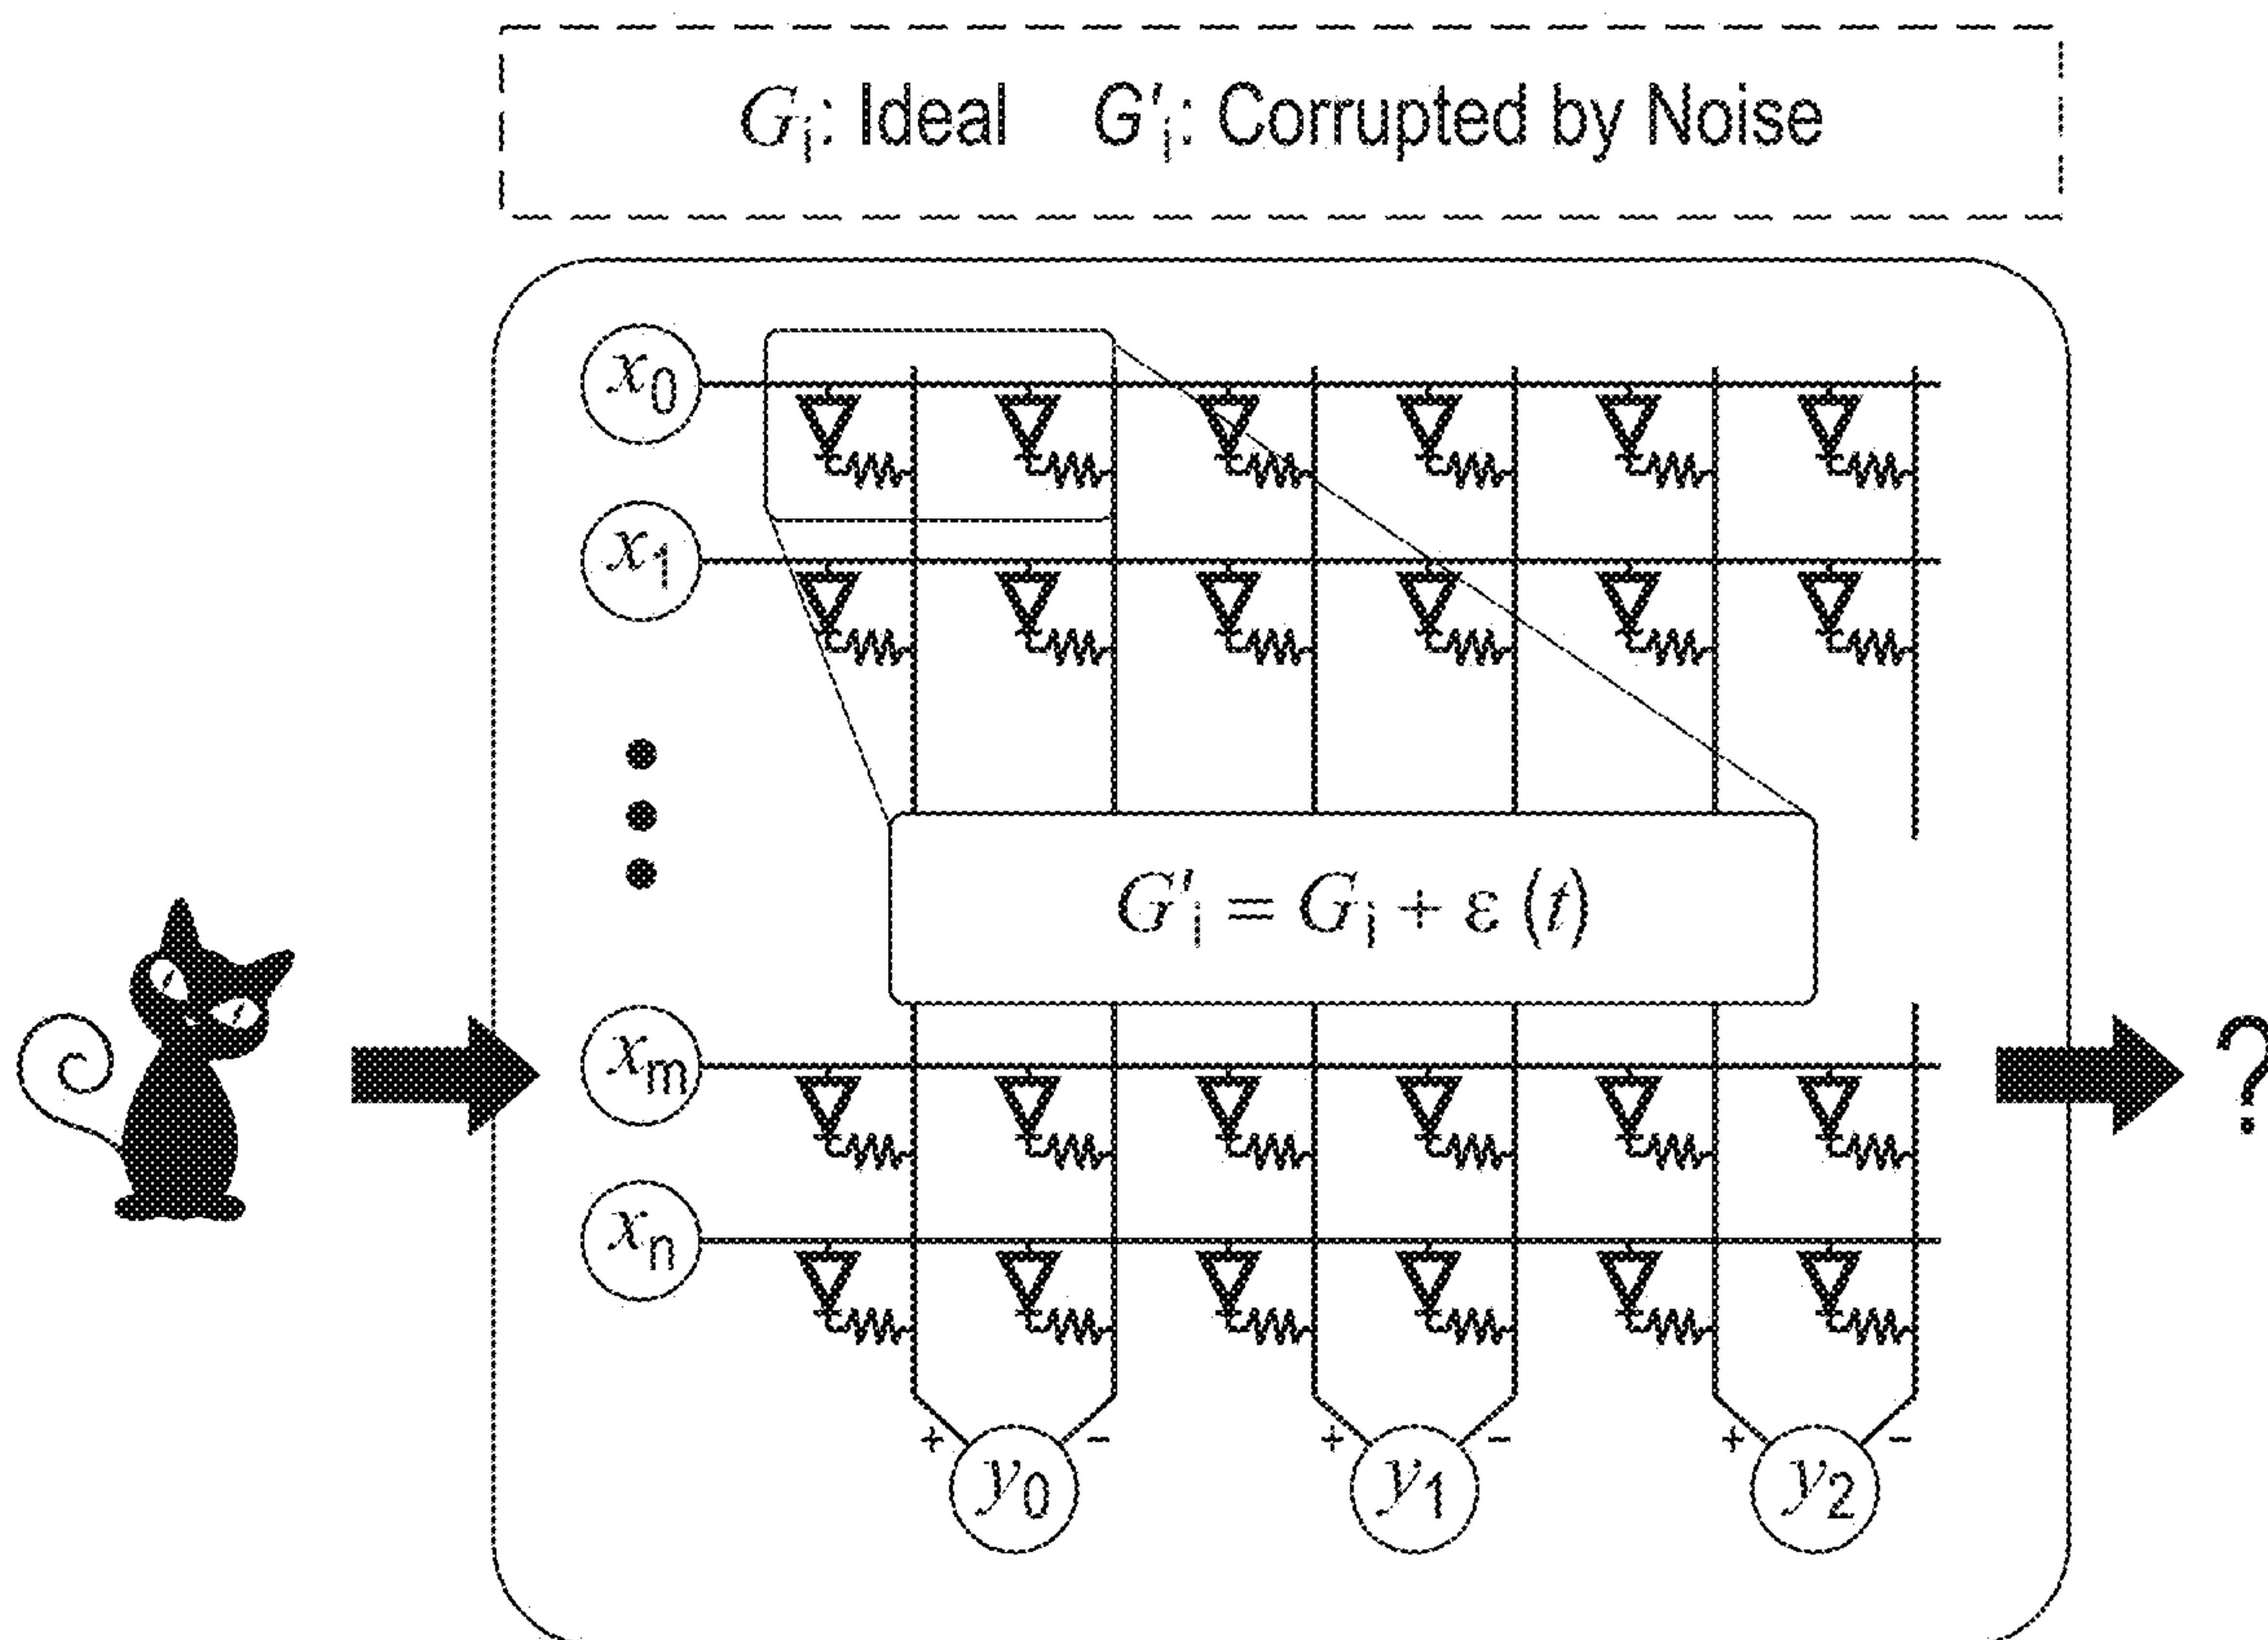 Gi: Ideal G'i: Corrupted by Noise
x0
x1
G'i = Gi + ε (t)
xm
?
xn
+ − + − + −
y0 y1 y2